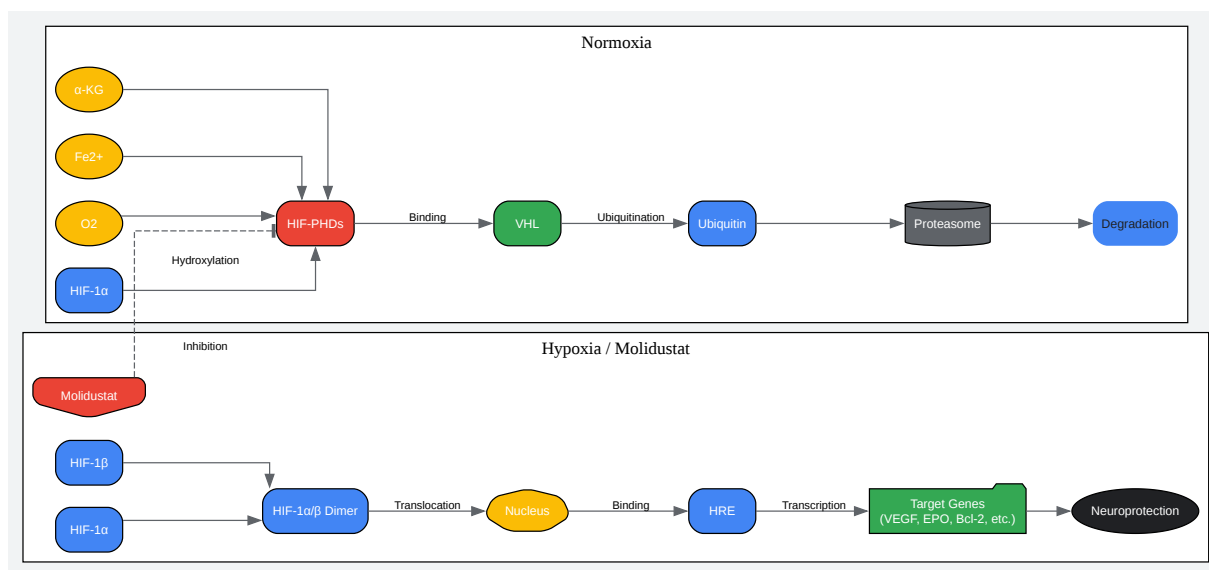 Normoxia
α-KG
Fe2+
O2
HIF-PHDs
Binding
VHL
Ubiquitination
Ubiquitin
Proteasome
Degradation
Hydroxylation
HIF-1α
Inhibition
Hypoxia / Molidustat
Molidustat
HIF-1β
HIF-1α/β Dimer
Translocation
Nucleus
Binding
HRE
Transcription
Target Genes
(VEGF, EPO, Bcl-2, etc.)
Neuroprotection
HIF-1α